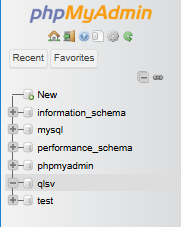 phpMyAdmin
Recent Favorites
New
information_schema
mysql
performance_schema
phpmyadmin
qlsv
test